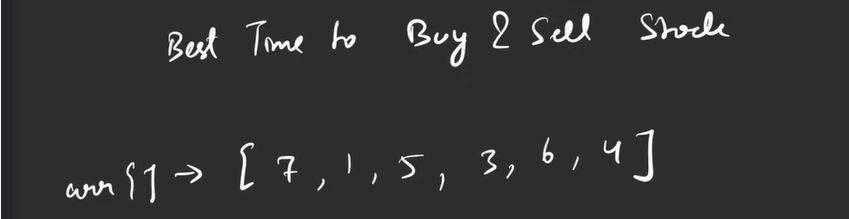 Best Time to Buy & Sell Stock
arr[] → [7, 1, 5, 3, 6, 4]